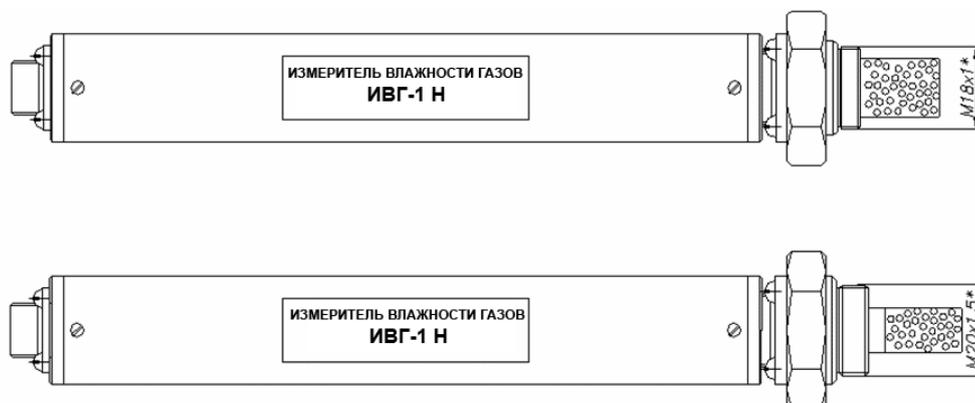 ИЗМЕРИТЕЛЬ ВЛАЖНОСТИ ГАЗОВ
ИВГ-1 Н
M18x1*
ИЗМЕРИТЕЛЬ ВЛАЖНОСТИ ГАЗОВ
ИВГ-1 Н
M20x1,5*